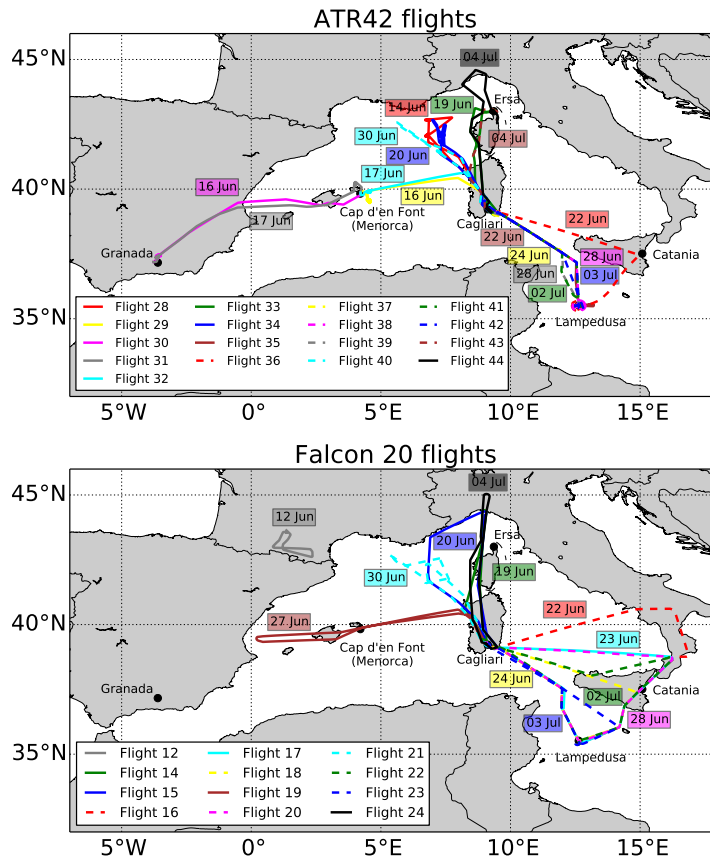 ATR42 flights
45°N
04 Jul
14 Jun
19 Jun
Ersa
30 Jun
04 Jul
20 Jun
17 Jun
40°N
16 Jun
16 Jun
17 Jun
Cap d'en Font
(Menorca)
Cagliari
22 Jun
22 Jun
Granada
24 Jun
28 Jun
Catania
28 Jun
03 Jul
02 Jul
35°N
Lampedusa
Flight 28
Flight 29
Flight 30
Flight 31
Flight 32
Flight 33
Flight 34
Flight 35
Flight 36
Flight 37
Flight 38
Flight 39
Flight 40
Flight 41
Flight 42
Flight 43
Flight 44
5°W
0°
5°E
10°E
15°E
Falcon 20 flights
45°N
04 Jul
12 Jun
20 Jun
Ersa
30 Jun
19 Jun
40°N
27 Jun
22 Jun
23 Jun
Cap d'en Font
(Menorca)
Cagliari
24 Jun
Granada
02 Jul
Catania
03 Jul
28 Jun
35°N
Lampedusa
Flight 12
Flight 14
Flight 15
Flight 16
Flight 17
Flight 18
Flight 19
Flight 20
Flight 21
Flight 22
Flight 23
Flight 24
5°W
0°
5°E
10°E
15°E